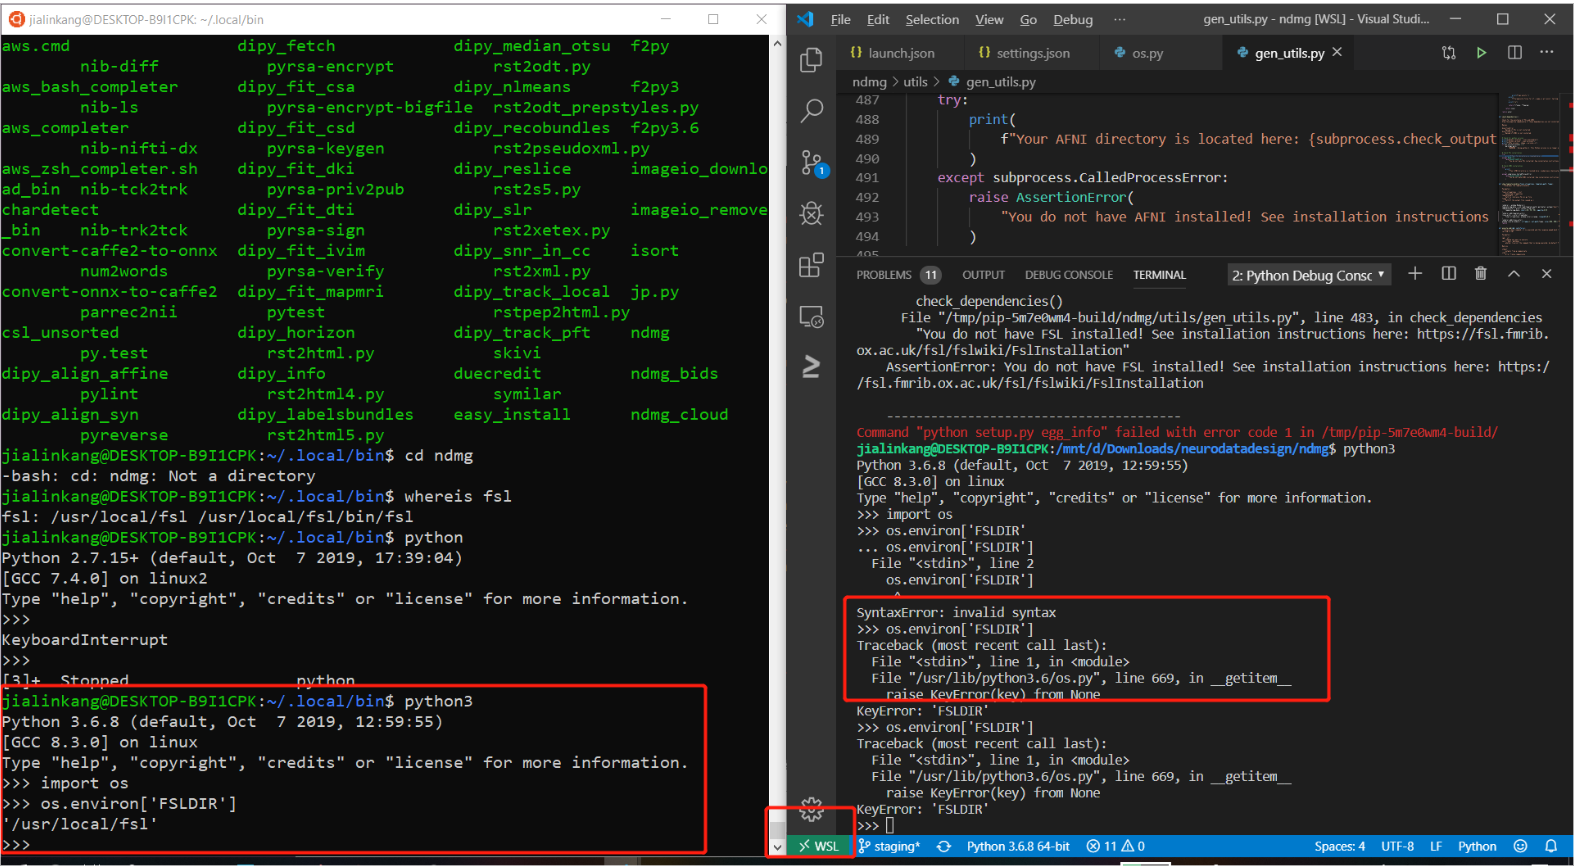 jialinkang@DESKTOP-B9I1CPK: ~/.local/bin
aws.cmd dipy_fetch dipy_median_otsu f2py
nib-diff pyrsa-encrypt rst2odt.py
aws_bash_completer dipy_fit_csa dipy_nlmeans f2py3
nib-ls pyrsa-encrypt-bigfile rst2odt_prepstyles.py
aws_completer dipy_fit_csd dipy_recobundles f2py3.6
nib-nifti-dx pyrsa-keygen rst2pseudoxml.py
aws_zsh_completer.sh dipy_fit_dki dipy_reslice imageio_downlo
ad_bin nib-tck2trk pyrsa-priv2pub rst2s5.py
chardetect dipy_fit_dti dipy_slr imageio_remove
_bin nib-trk2tck pyrsa-sign rst2xetex.py
convert-caffe2-to-onnx dipy_fit_ivim dipy_snr_in_cc isort
num2words pyrsa-verify rst2xml.py
convert-onnx-to-caffe2 dipy_fit_mapmri dipy_track_local jp.py
parrec2nii pytest rstpep2html.py
csl_unsorted dipy_horizon dipy_track_pft ndmg
py.test rst2html.py skivi
dipy_align_affine dipy_info duecredit ndmg_bids
pylint rst2html4.py symilar
dipy_align_syn dipy_labelsbundles easy_install ndmg_cloud
pyreverse rst2html5.py
jialinkang@DESKTOP-B9I1CPK:~/.local/bin$ cd ndmg
-bash: cd: ndmg: Not a directory
jialinkang@DESKTOP-B9I1CPK:~/.local/bin$ whereis fsl
fsl: /usr/local/fsl /usr/local/fsl/bin/fsl
jialinkang@DESKTOP-B9I1CPK:~/.local/bin$ python
Python 2.7.15+ (default, Oct  7 2019, 17:39:04)
[GCC 7.4.0] on linux2
Type "help", "copyright", "credits" or "license" for more information.
>>>
KeyboardInterrupt
>>>
[3]+  Stopped python
jialinkang@DESKTOP-B9I1CPK:~/.local/bin$ python3
Python 3.6.8 (default, Oct  7 2019, 12:59:55)
[GCC 8.3.0] on linux
Type "help", "copyright", "credits" or "license" for more information.
>>> import os
>>> os.environ['FSLDIR']
'/usr/local/fsl'
>>>
File Edit Selection View Go Debug ··· gen_utils.py - ndmg [WSL] - Visual Studi...
{} launch.json {} settings.json os.py gen_utils.py
ndmg > utils > gen_utils.py
487 try:
488 print(
489 f"Your AFNI directory is located here: {subprocess.check_output
490 )
491 except subprocess.CalledProcessError:
492 raise AssertionError(
493 "You do not have AFNI installed! See installation instructions
494 )
495
PROBLEMS 11 OUTPUT DEBUG CONSOLE TERMINAL 2: Python Debug Consc
check_dependencies()
File "/tmp/pip-5m7e0wm4-build/ndmg/utils/gen_utils.py", line 483, in check_dependencies
"You do not have FSL installed! See installation instructions here: https://fsl.fmrib.
ox.ac.uk/fsl/fslwiki/FslInstallation"
AssertionError: You do not have FSL installed! See installation instructions here: https:/
/fsl.fmrib.ox.ac.uk/fsl/fslwiki/FslInstallation
----------------------------------------
Command "python setup.py egg_info" failed with error code 1 in /tmp/pip-5m7e0wm4-build/
jialinkang@DESKTOP-B9I1CPK:/mnt/d/Downloads/neurodatadesign/ndmg$ python3
Python 3.6.8 (default, Oct  7 2019, 12:59:55)
[GCC 8.3.0] on linux
Type "help", "copyright", "credits" or "license" for more information.
>>> import os
>>> os.environ['FSLDIR
... os.environ['FSLDIR']
File "<stdin>", line 2
os.environ['FSLDIR']
^
SyntaxError: invalid syntax
>>> os.environ['FSLDIR']
Traceback (most recent call last):
File "<stdin>", line 1, in <module>
File "/usr/lib/python3.6/os.py", line 669, in __getitem__
raise KeyError(key) from None
KeyError: 'FSLDIR'
>>> os.environ['FSLDIR']
Traceback (most recent call last):
File "<stdin>", line 1, in <module>
File "/usr/lib/python3.6/os.py", line 669, in __getitem__
raise KeyError(key) from None
KeyError: 'FSLDIR'
>>>
1
WSL staging* Python 3.6.8 64-bit 11 0 Spaces: 4 UTF-8 LF Python